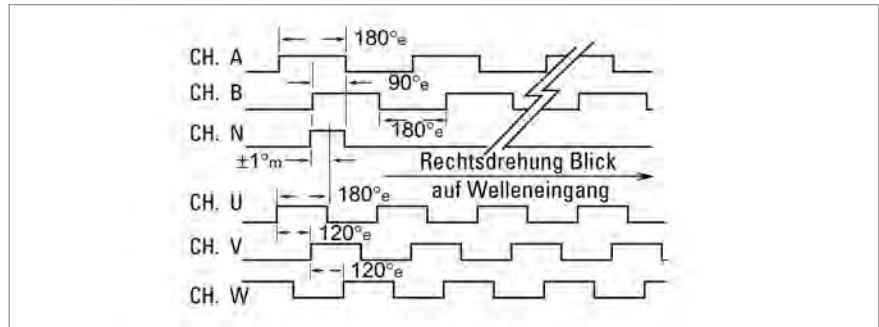 180°e
CH. A
90°e
CH. B
180°e
CH. N
±1°m
Rechtsdrehung Blick
auf Welleneingang
180°e
CH. U
120°e
CH. V
120°e
CH. W